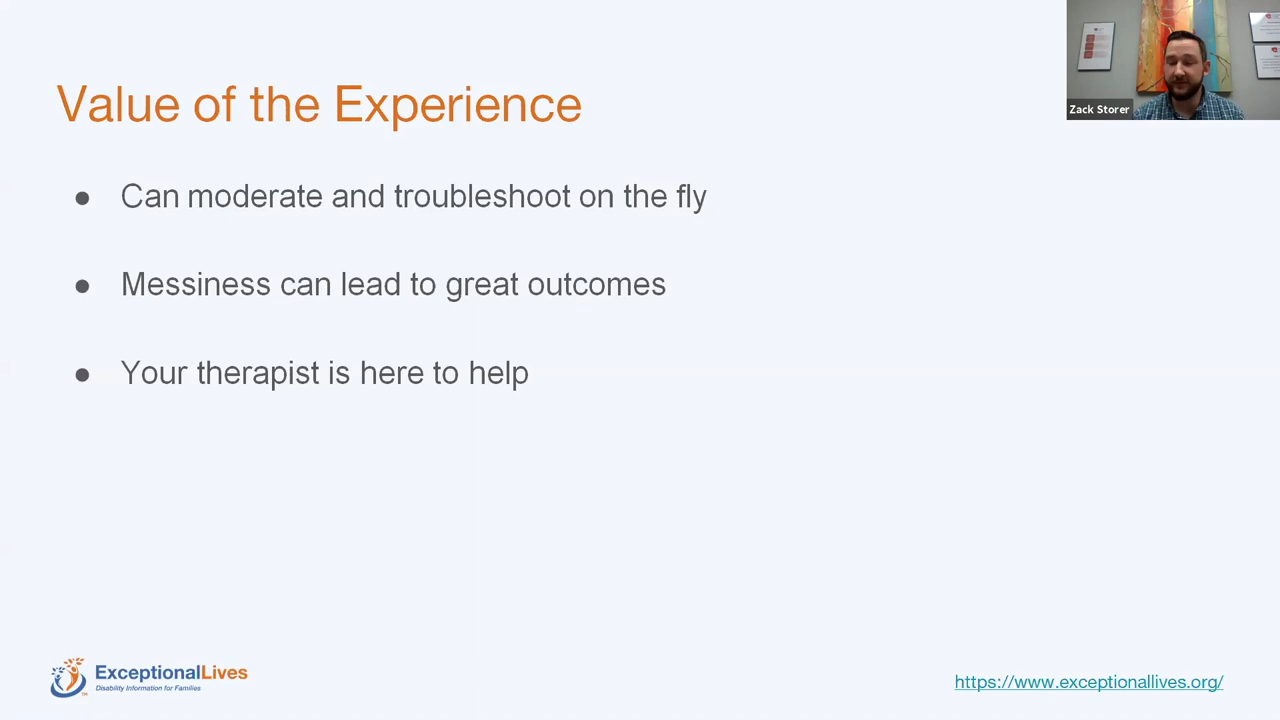 Value of the Experience
Zack Storer
● Can moderate and troubleshoot on the fly
● Messiness can lead to great outcomes
● Your therapist is here to help
ExceptionalLives
Disability Information for Families
TM
https://www.exceptionallives.org/